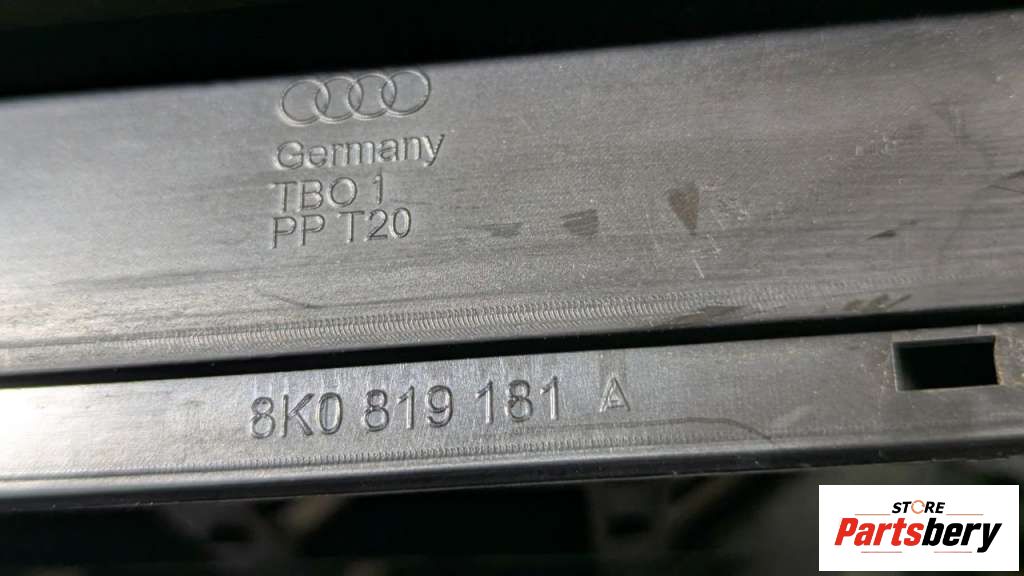 Germany
TBO 1
PP T20
8K0 819 181 A
STORE
Partsbery